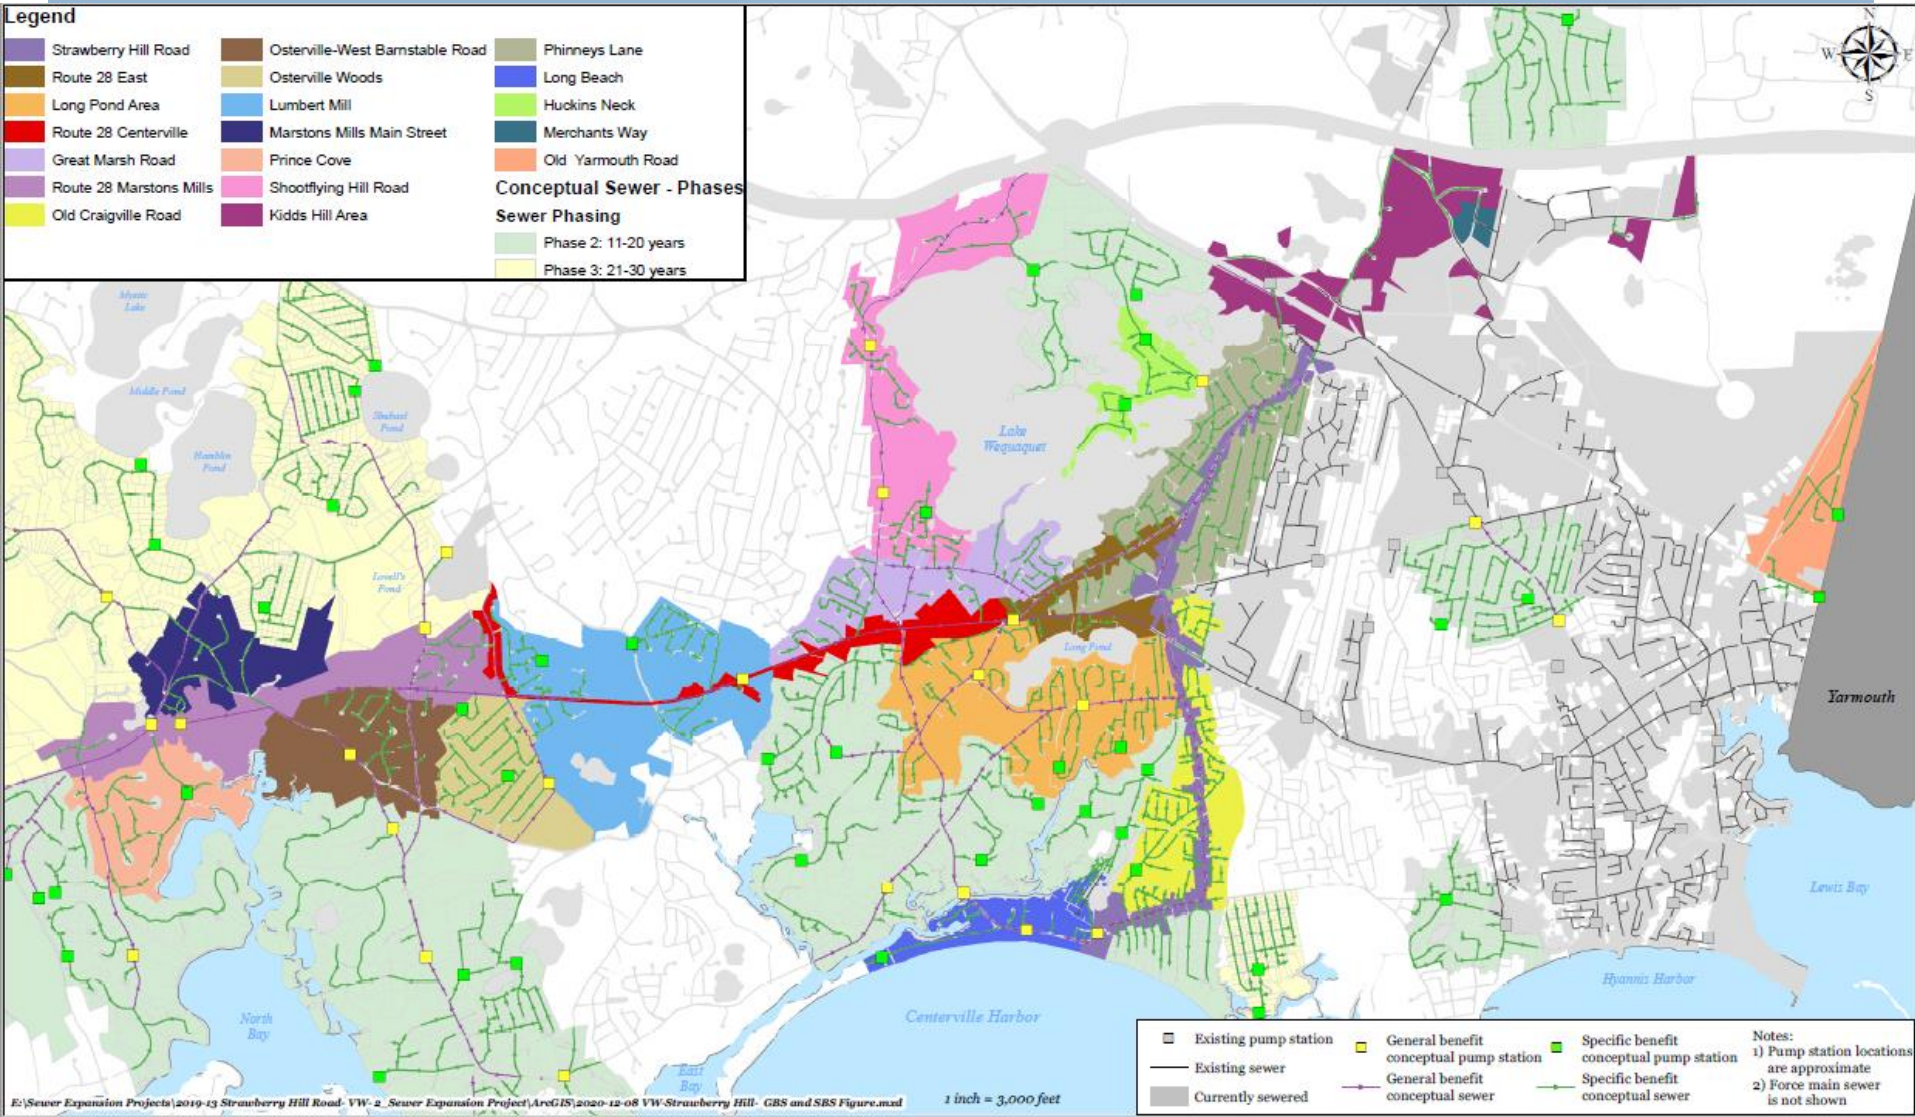 Legend
Strawberry Hill Road
Route 28 East
Long Pond Area
Route 28 Centerville
Great Marsh Road
Route 28 Marstons Mills
Old Craigville Road
Osterville-West Barnstable Road
Osterville Woods
Lumbert Mill
Marstons Mills Main Street
Prince Cove
Shootflying Hill Road
Kidds Hill Area
Phinneys Lane
Long Beach
Huckins Neck
Merchants Way
Old Yarmouth Road
Conceptual Sewer - Phases
Sewer Phasing
Phase 2: 11-20 years
Phase 3: 21-30 years
N
W
E
S
Mystic
Lake
Middle Pond
Hamblin
Pond
Shubael
Pond
Lovell's
Pond
Lake
Wequaquet
Long Pond
Yarmouth
Lewis Bay
Hyannis Harbor
Centerville Harbor
North
Bay
East
Bay
Existing pump station
Existing sewer
Currently sewered
General benefit
conceptual pump station
General benefit
conceptual sewer
Specific benefit
conceptual pump station
Specific benefit
conceptual sewer
Notes:
1) Pump station locations
are approximate
2) Force main sewer
is not shown
E:\Sewer Expansion Projects\2019-13 Strawberry Hill Road- VW- 2_Sewer Expansion Project\ArcGIS\2020-12-08 VW-Strawberry Hill- GBS and SBS Figure.mxd
1 inch = 3,000 feet